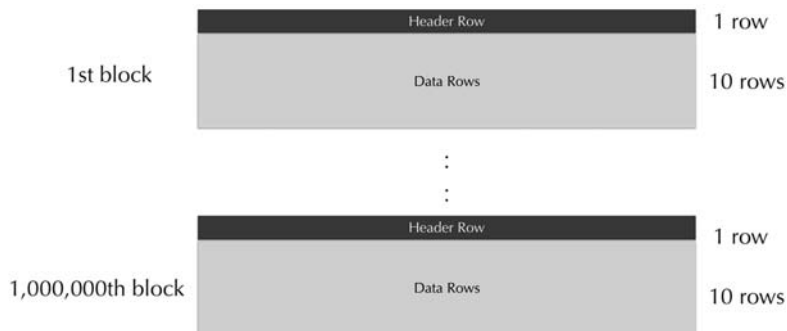 Header Row
1 row
1st block
Data Rows
10 rows
:
:
Header Row
1 row
1,000,000th block
Data Rows
10 rows